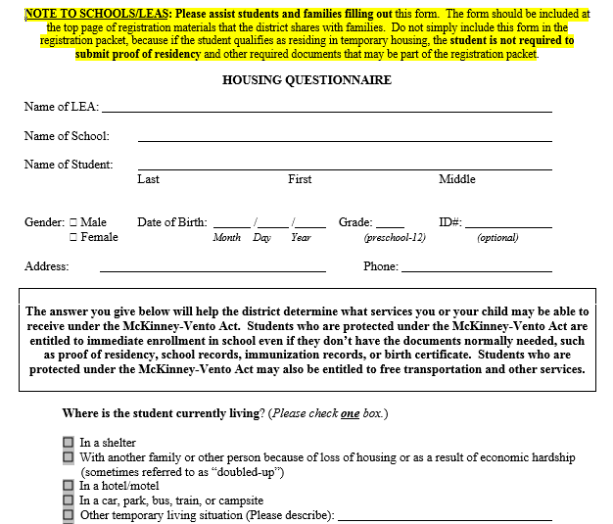 NOTE TO SCHOOLS/LEAS: Please assist students and families filling out this form. The form should be included at
the top page of registration materials that the district shares with families. Do not simply include this form in the
registration packet, because if the student qualifies as residing in temporary housing, the student is not required to
submit proof of residency and other required documents that may be part of the registration packet.
HOUSING QUESTIONNAIRE
Name of LEA:
Name of School:
Name of Student:
Last First Middle
Gender: □ Male Date of Birth: ____/____/____ Grade: ____ ID#:
□ Female Month Day Year (preschool-12) (optional)
Address: Phone:
The answer you give below will help the district determine what services you or your child may be able to
receive under the McKinney-Vento Act. Students who are protected under the McKinney-Vento Act are
entitled to immediate enrollment in school even if they don't have the documents normally needed, such
as proof of residency, school records, immunization records, or birth certificate. Students who are
protected under the McKinney-Vento Act may also be entitled to free transportation and other services.
Where is the student currently living? (Please check one box.)
In a shelter
With another family or other person because of loss of housing or as a result of economic hardship
(sometimes referred to as "doubled-up")
In a hotel/motel
In a car, park, bus, train, or campsite
Other temporary living situation (Please describe):